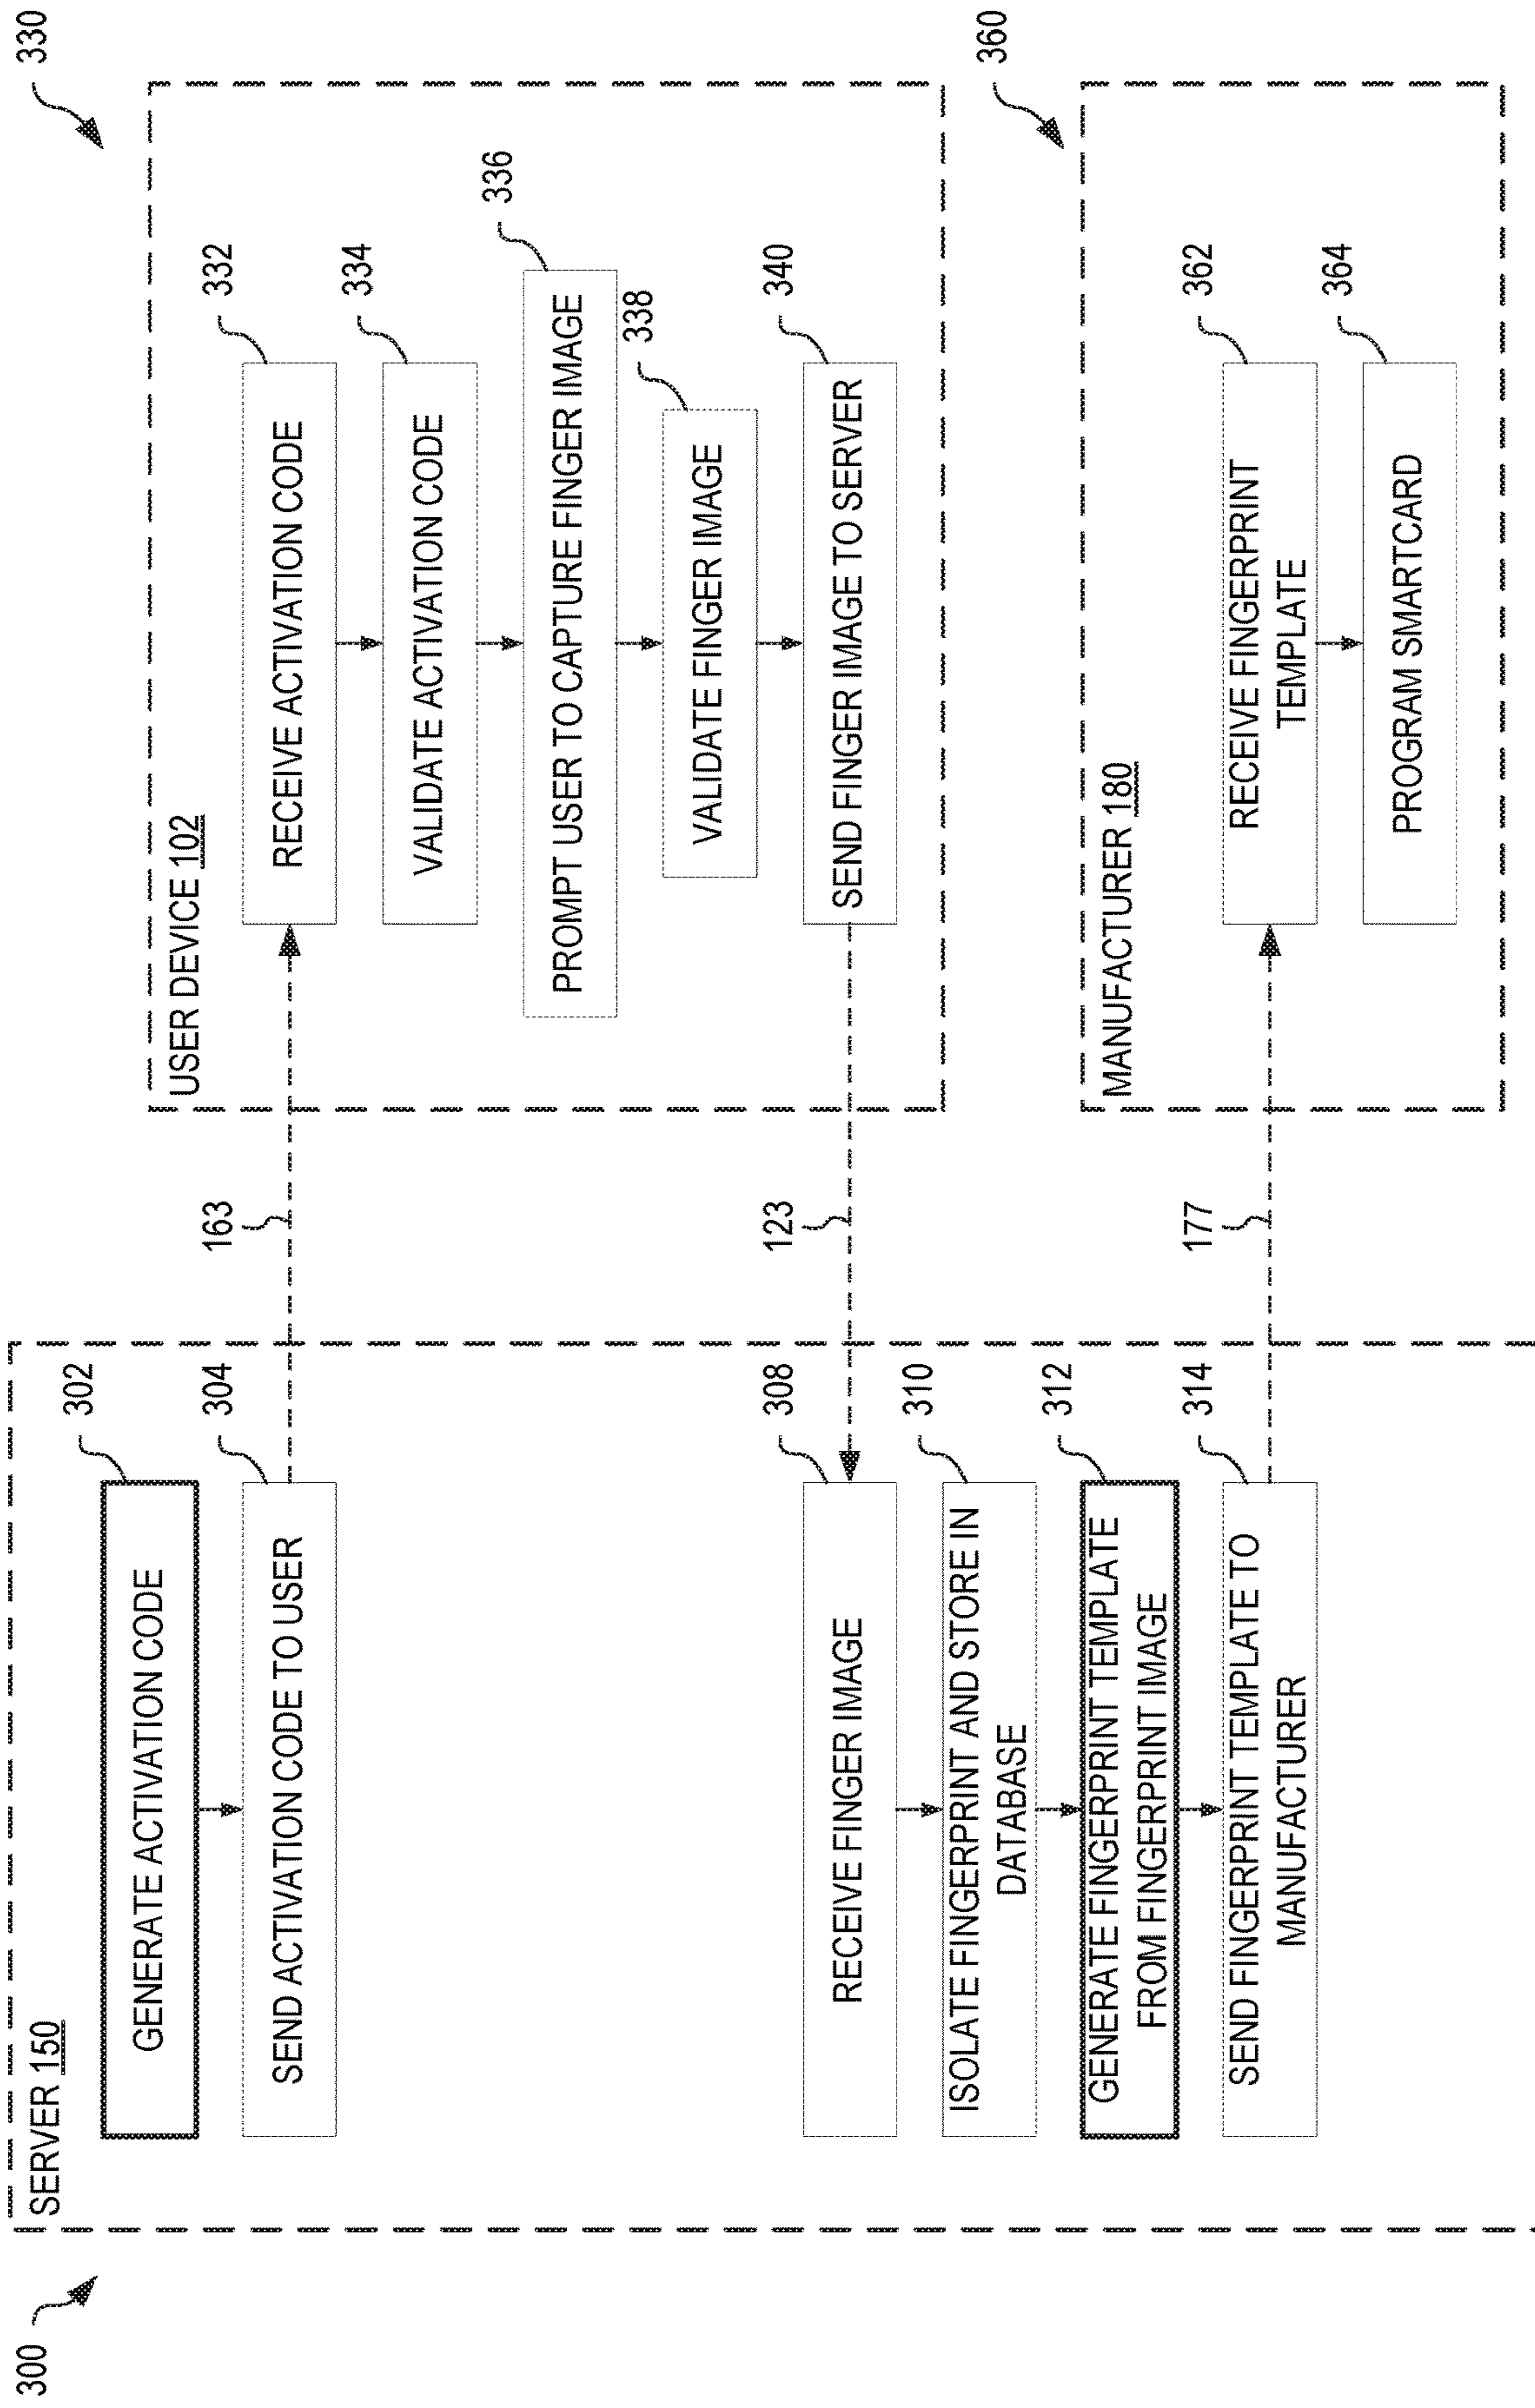 300
SERVER 150
302
GENERATE ACTIVATION CODE
304
SEND ACTIVATION CODE TO USER
308
RECEIVE FINGER IMAGE
310
ISOLATE FINGERPRINT AND STORE IN
DATABASE
312
GENERATE FINGERPRINT TEMPLATE
FROM FINGERPRINT IMAGE
314
SEND FINGERPRINT TEMPLATE TO
MANUFACTURER
163
123
177
330
USER DEVICE 102
332
RECEIVE ACTIVATION CODE
334
VALIDATE ACTIVATION CODE
336
PROMPT USER TO CAPTURE FINGER IMAGE
338
VALIDATE FINGER IMAGE
340
SEND FINGER IMAGE TO SERVER
360
MANUFACTURER 180
362
RECEIVE FINGERPRINT
TEMPLATE
364
PROGRAM SMARTCARD